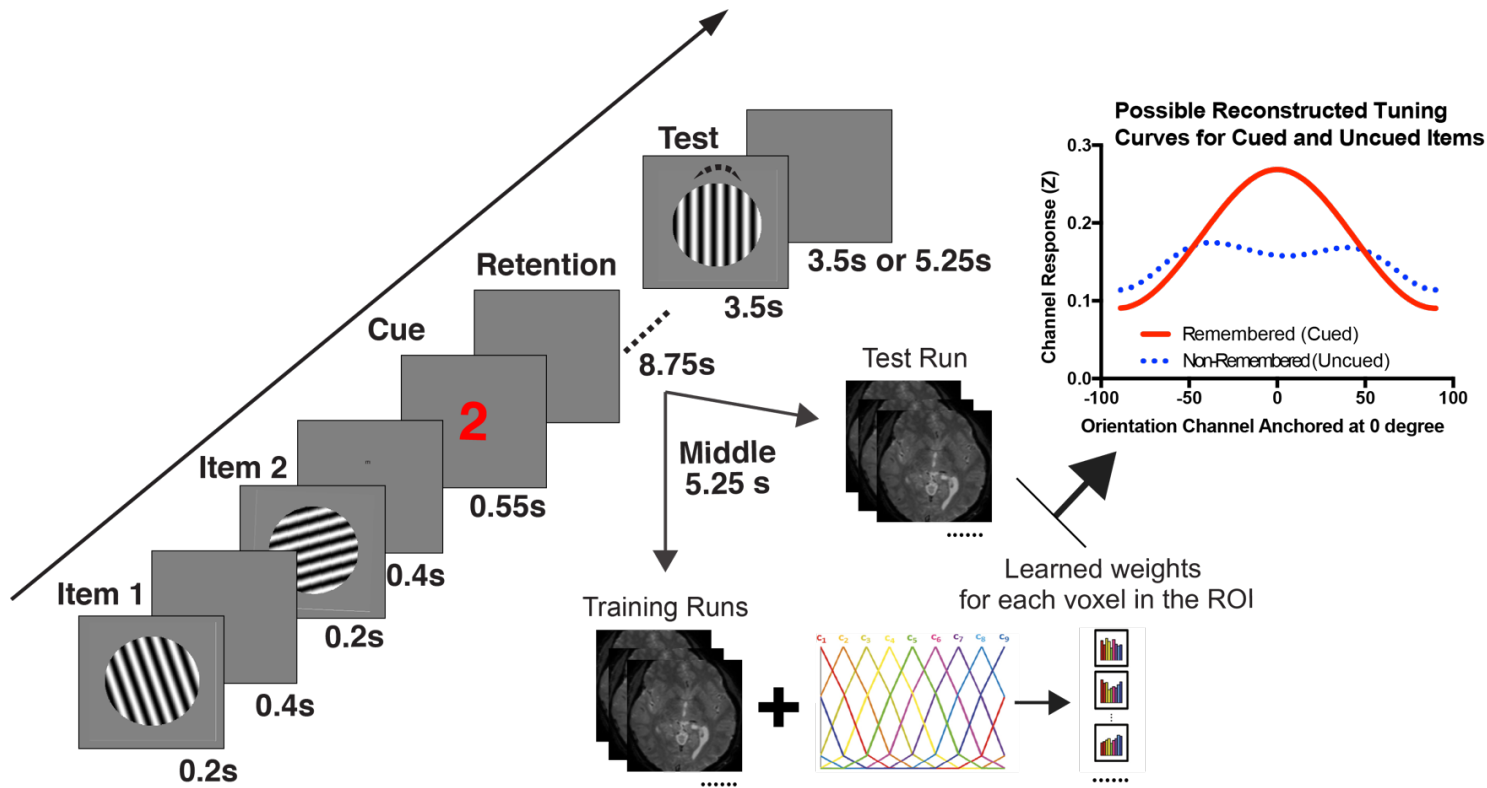 Item 1
0.2s
0.4s
Item 2
0.2s
0.4s
Cue
2
0.55s
Retention
8.75s
Test
3.5s
3.5s or 5.25s
Middle
5.25 s
Test Run
......
Training Runs
......
+
C1 C2 C3 C4 C5 C6 C7 C8 C9
Learned weights
for each voxel in the ROI
......
Possible Reconstructed Tuning
Curves for Cued and Uncued Items
Channel Response (Z)
0.3
0.2
0.1
0.0
Remembered (Cued)
Non-Remembered (Uncued)
-100 -50 0 50 100
Orientation Channel Anchored at 0 degree